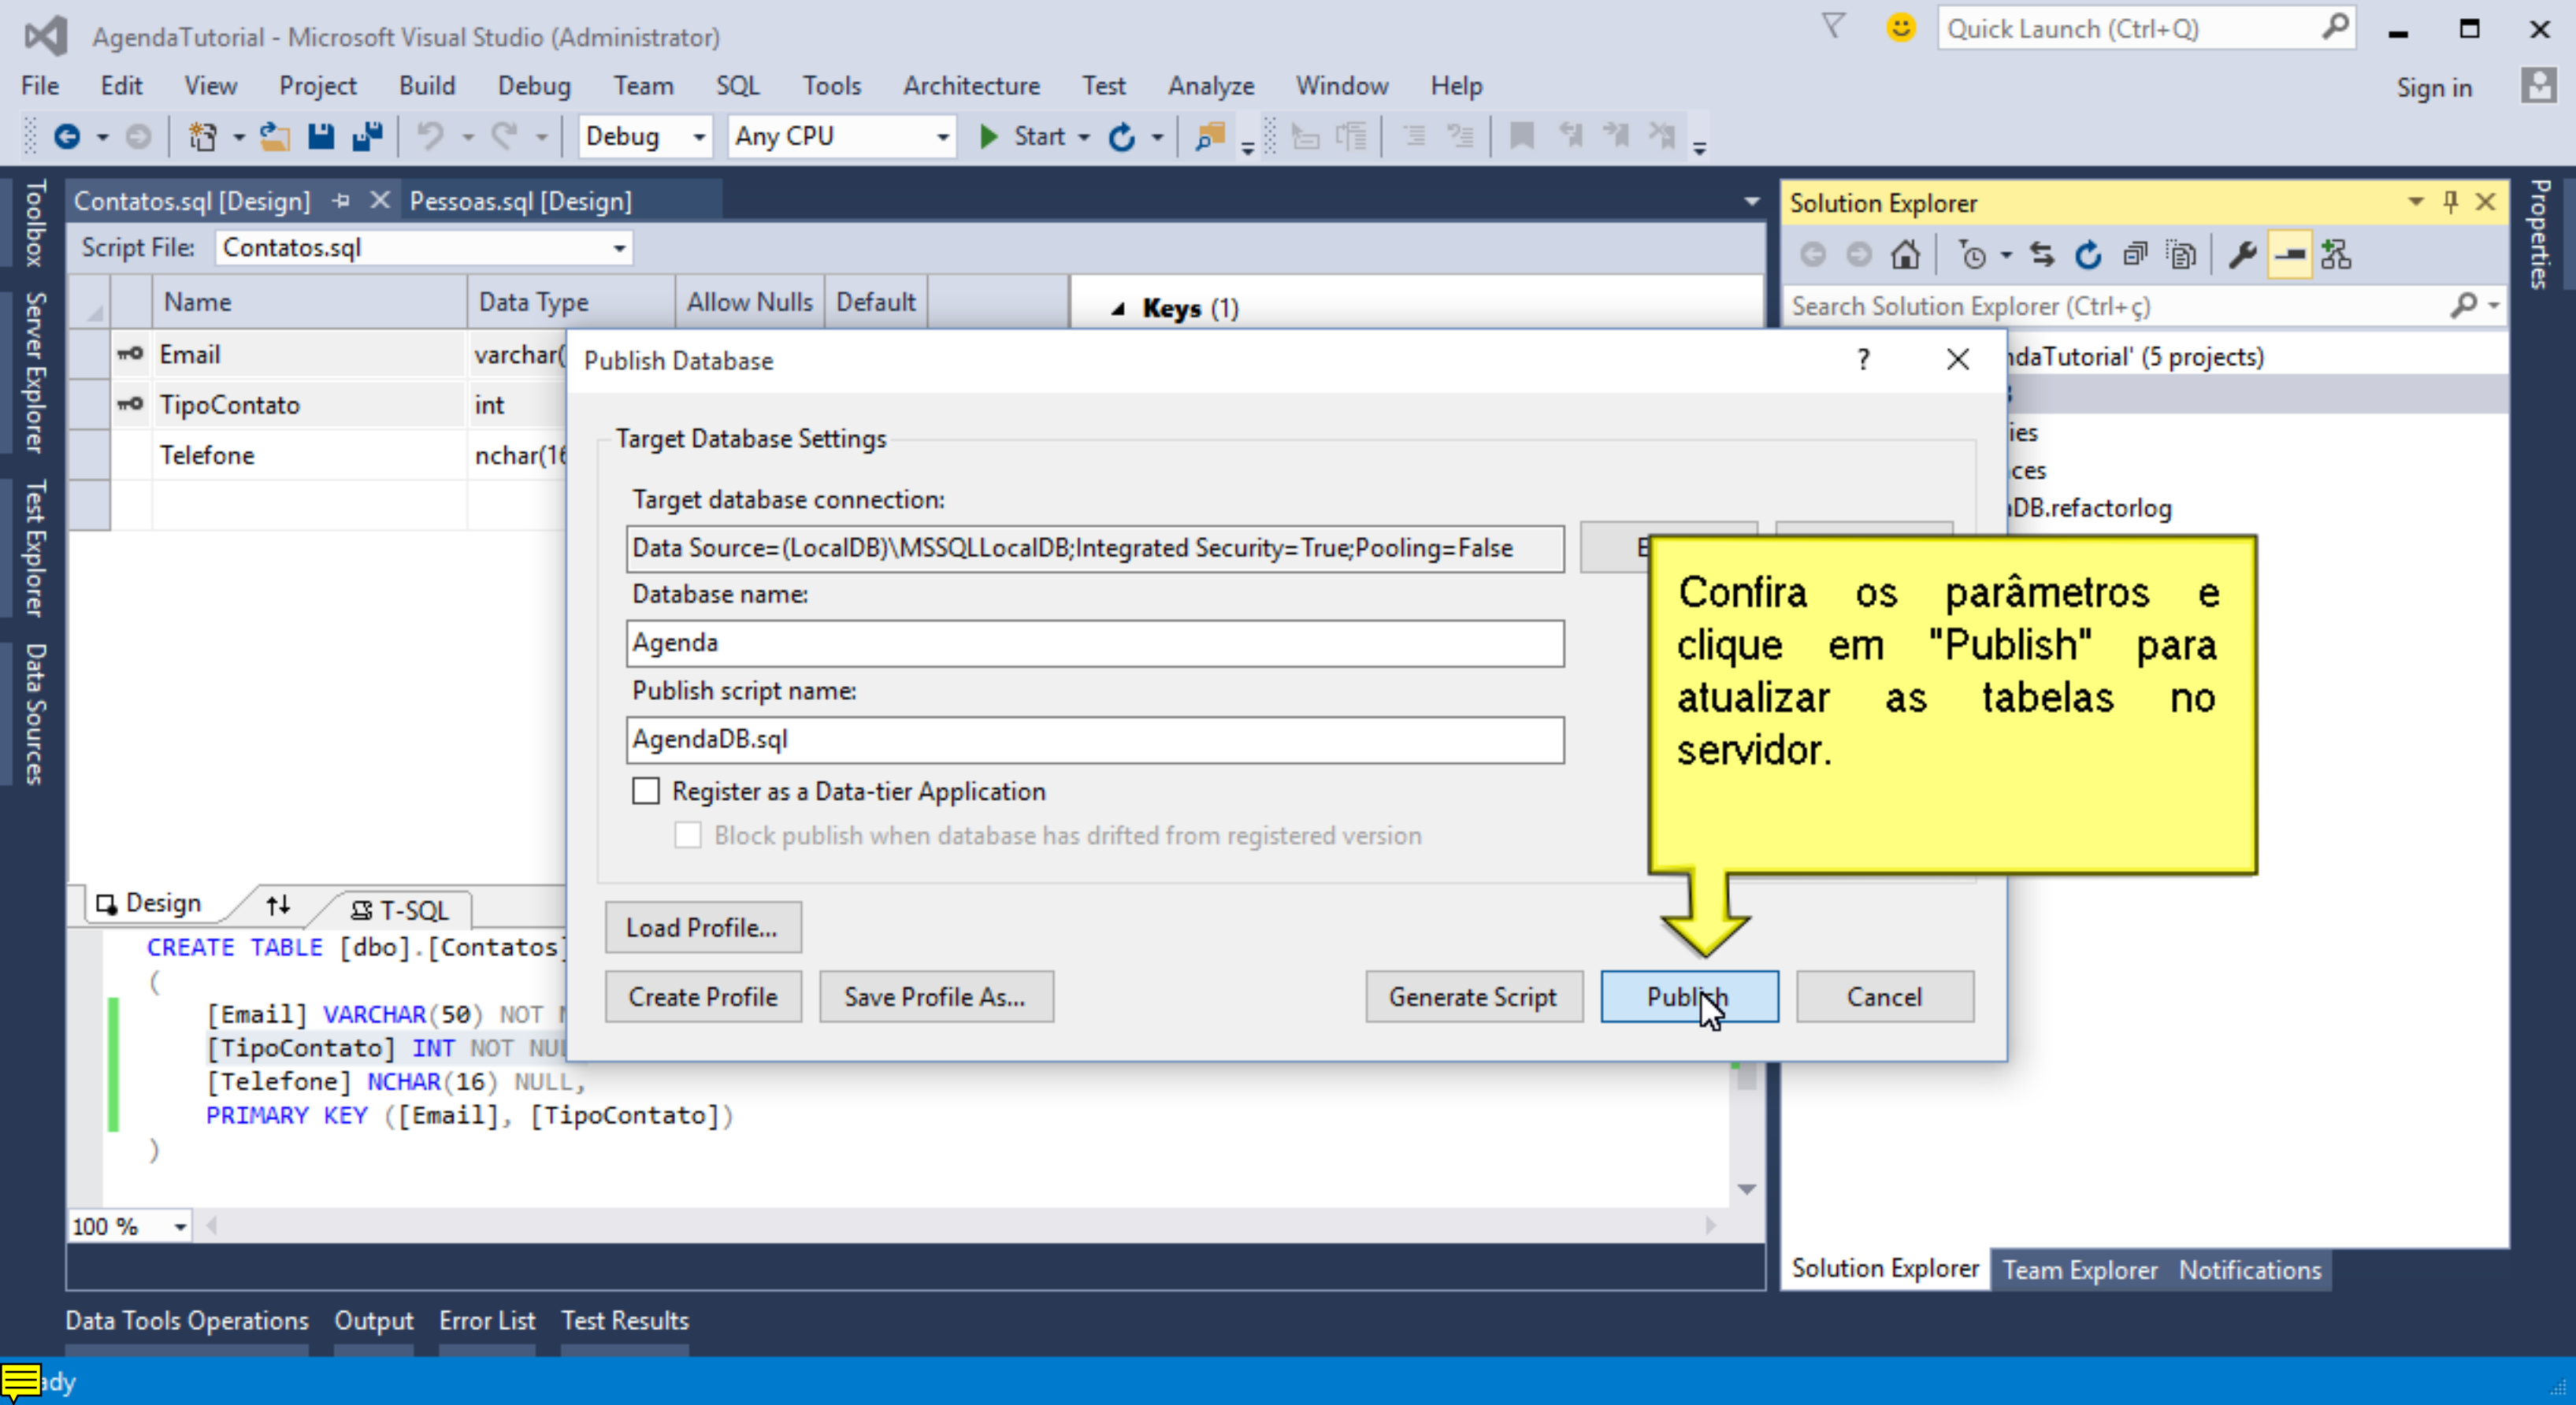 AgendaTutorial - Microsoft Visual Studio (Administrator)
Quick Launch (Ctrl+Q)
File Edit View Project Build Debug Team SQL Tools Architecture Test Analyze Window Help
Sign in
Debug Any CPU Start
Toolbox
Server Explorer
Test Explorer
Data Sources
Contatos.sql [Design] Pessoas.sql [Design]
Script File: Contatos.sql
Name Data Type Allow Nulls Default
Keys (1)
Email varchar(
TipoContato int
Telefone nchar(16
Publish Database
?
Target Database Settings
Target database connection:
Data Source=(LocalDB)\MSSQLLocalDB;Integrated Security=True;Pooling=False
Database name:
Agenda
Publish script name:
AgendaDB.sql
Register as a Data-tier Application
Block publish when database has drifted from registered version
Load Profile...
Create Profile Save Profile As... Generate Script Publish Cancel
Confira os parâmetros e
clique em "Publish" para
atualizar as tabelas no
servidor.
Design T-SQL
CREATE TABLE [dbo].[Contatos]
(
[Email] VARCHAR(50) NOT N
[TipoContato] INT NOT NUL
[Telefone] NCHAR(16) NULL,
PRIMARY KEY ([Email], [TipoContato])
)
100 %
Solution Explorer
Search Solution Explorer (Ctrl+ç)
ndaTutorial' (5 projects)
ies
ces
DB.refactorlog
Solution Explorer Team Explorer Notifications
Properties
Data Tools Operations Output Error List Test Results
ady